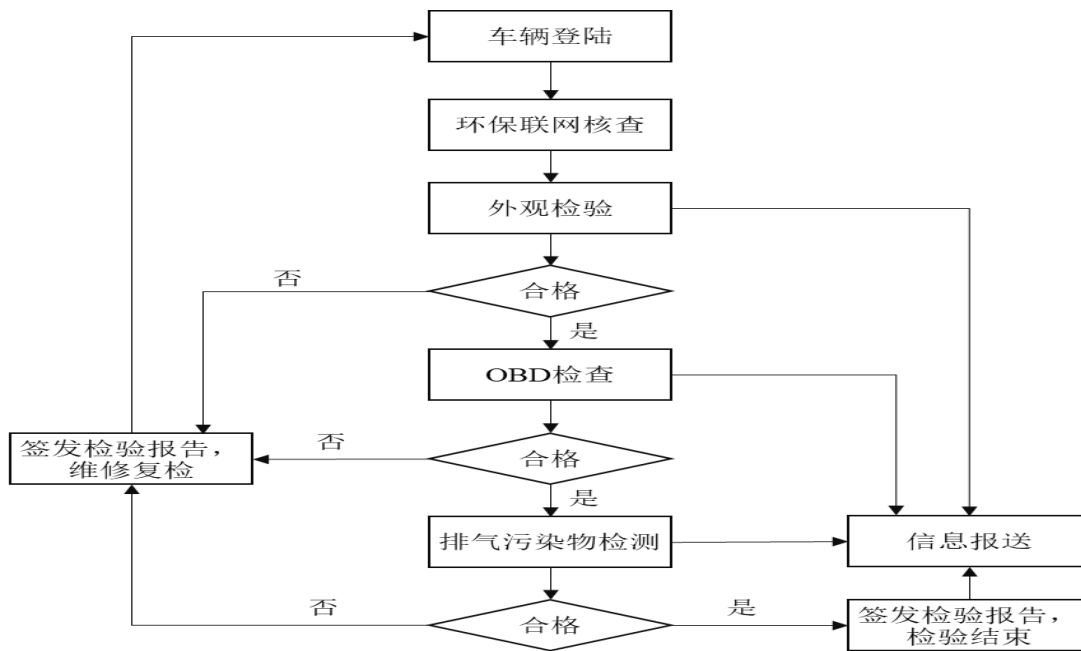 车辆登陆
环保联网核查
外观检验
否
合格
是
OBD检查
签发检验报告，
维修复检
否
合格
是
排气污染物检测
信息报送
否
合格
是
签发检验报告，
检验结束